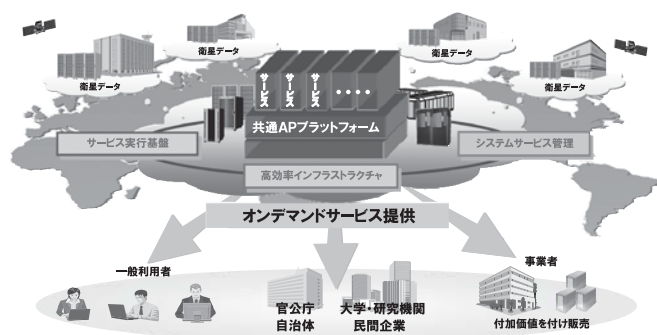 衛星データ
衛星データ
衛星データ
衛星データ
サービス
サービス
サービス
••••
共通APプラットフォーム
サービス実行基盤
システムサービス管理
高効率インフラストラクチャ
オンデマンドサービス提供
一般利用者
官公庁
自治体
大学・研究機関
民間企業
事業者
付加価値を付け販売